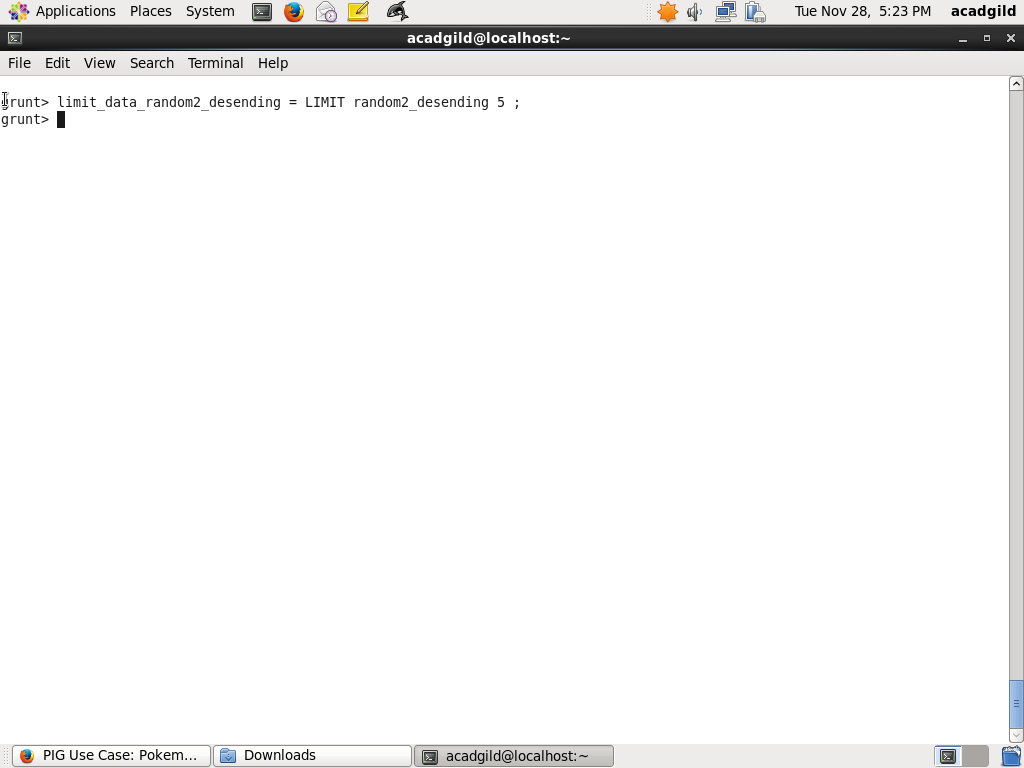 Applications Places System Tue Nov 28, 5:23 PM acadgild
acadgild@localhost:~
File Edit View Search Terminal Help
grunt> limit_data_random2_desending = LIMIT random2_desending 5 ;
grunt>
PIG Use Case: Pokem... Downloads acadgild@localhost:~